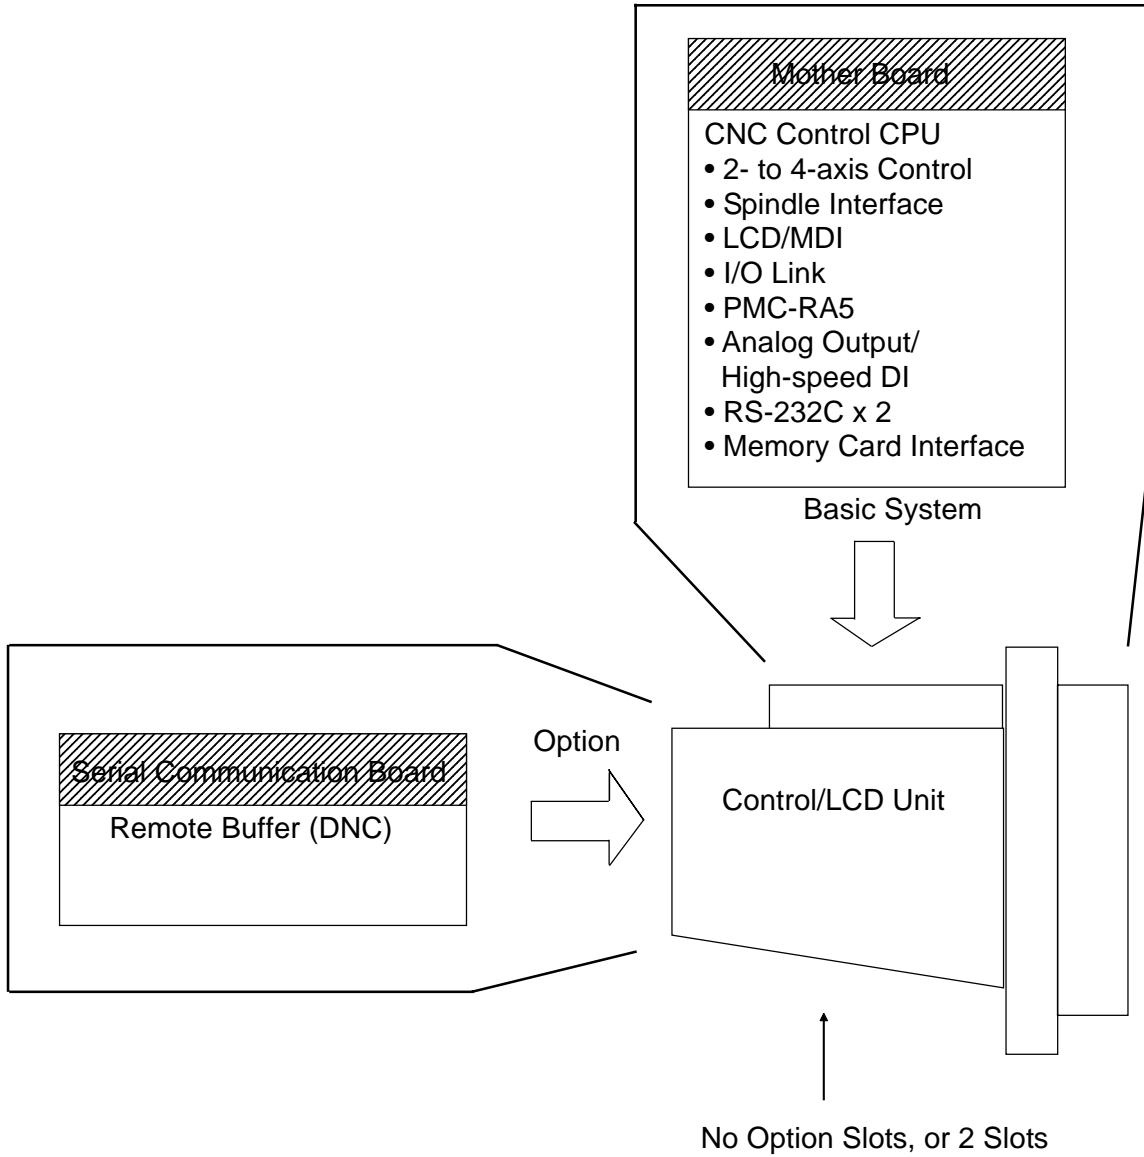 Mother Board
CNC Control CPU
• 2- to 4-axis Control
• Spindle Interface
• LCD/MDI
• I/O Link
• PMC-RA5
• Analog Output/
High-speed DI
• RS-232C x 2
• Memory Card Interface
Basic System
Option
Serial Communication Board
Remote Buffer (DNC)
Control/LCD Unit
No Option Slots, or 2 Slots